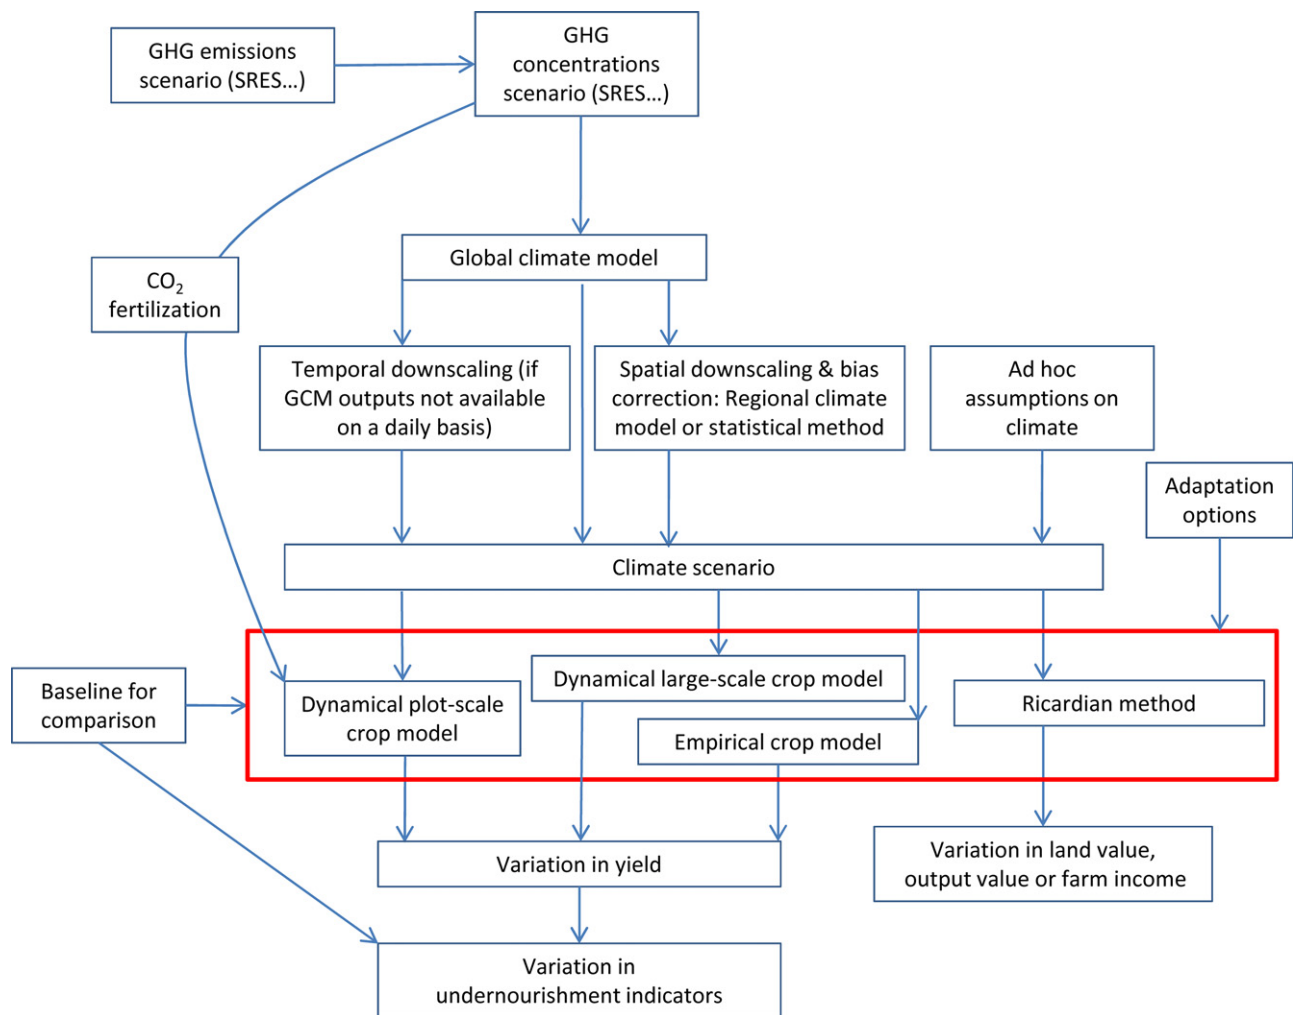 GHG emissions
scenario (SRES...)
GHG
concentrations
scenario (SRES...)
Global climate model
CO₂
fertilization
Temporal downscaling (if
GCM outputs not available
on a daily basis)
Spatial downscaling & bias
correction: Regional climate
model or statistical method
Ad hoc
assumptions on
climate
Adaptation
options
Climate scenario
Baseline for
comparison
Dynamical plot-scale
crop model
Dynamical large-scale crop model
Empirical crop model
Ricardian method
Variation in yield
Variation in land value,
output value or farm income
Variation in
undernourishment indicators